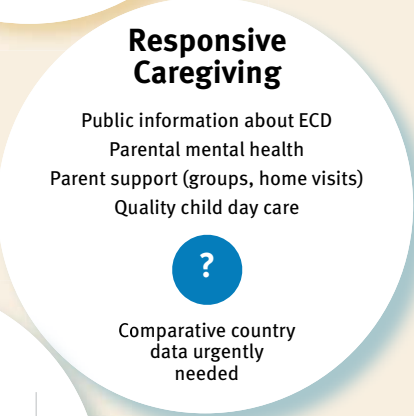 Responsive
Caregiving
Public information about ECD
Parental mental health
Parent support (groups, home visits)
Quality child day care
?
Comparative country
data urgently
needed